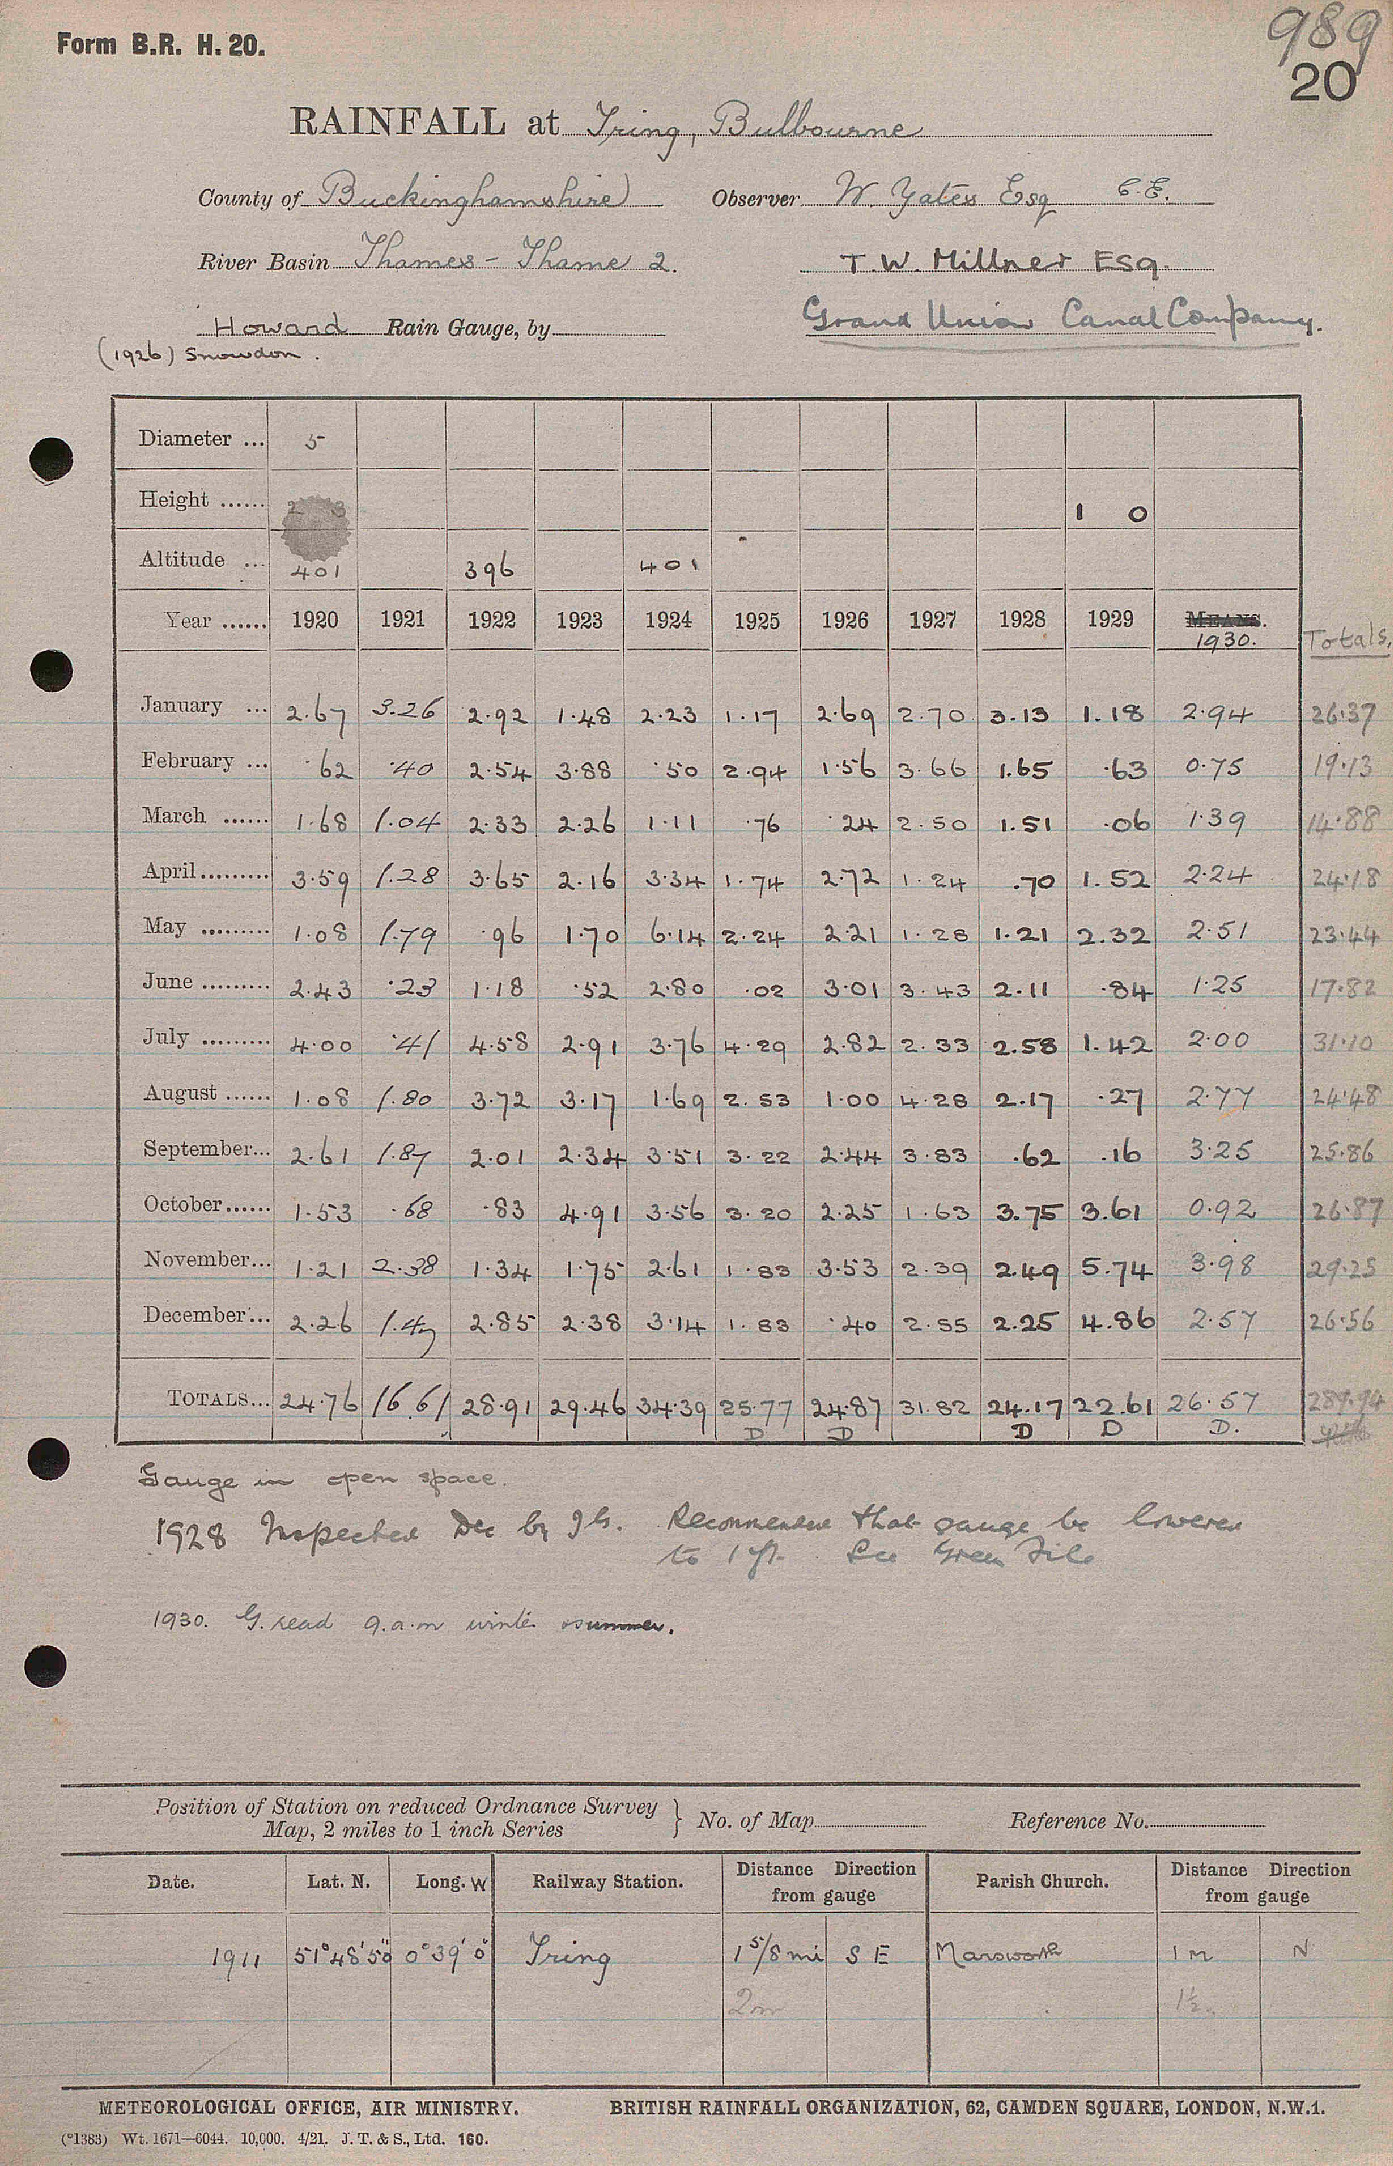 Form B.R. H. 20.
989
20
RAINFALL at Tring, Bulbourne
County of Buckinghamshire Observer W. Yates Esq C.E.
River Basin Thames - Thame 2. T. W. Millner Esq.
Howard Rain Gauge, by Grand Union Canal Company.
(1926) Snowdon.
Diameter ... 5
Height ...... 2 3 1 0
Altitude ... 401 396 401
Year ...... 1920 1921 1922 1923 1924 1925 1926 1927 1928 1929 MEANS. 1930. Totals.
January ... 2.67 3.26 2.92 1.48 2.23 1.17 2.69 2.70 3.13 1.18 2.94 26.37
February ... .62 .40 2.54 3.88 .50 2.94 1.56 3.66 1.65 .63 0.75 19.13
March ...... 1.68 1.04 2.33 2.26 1.11 .76 .24 2.50 1.51 .06 1.39 14.88
April ......... 3.59 1.28 3.65 2.16 3.34 1.74 2.72 1.24 .70 1.52 2.24 24.18
May ......... 1.08 1.79 .96 1.70 6.14 2.24 2.21 1.28 1.21 2.32 2.51 23.44
June ......... 2.43 .23 1.18 .52 2.80 .02 3.01 3.43 2.11 .84 1.25 17.82
July ......... 4.00 .41 4.58 2.91 3.76 4.29 2.82 2.33 2.58 1.42 2.00 31.10
August ...... 1.08 1.80 3.72 3.17 1.69 2.53 1.00 4.28 2.17 .27 2.77 24.48
September... 2.61 1.87 2.01 2.34 3.51 3.22 2.44 3.83 .62 .16 3.25 25.86
October...... 1.53 .68 .83 4.91 3.56 3.20 2.25 1.63 3.75 3.61 0.92 26.87
November... 1.21 2.38 1.34 1.75 2.61 1.83 3.53 2.39 2.49 5.74 3.98 29.25
December... 2.26 1.47 2.85 2.38 3.14 1.83 .40 2.55 2.25 4.86 2.57 26.56
TOTALS... 24.76 16.61 28.91 29.46 34.39 25.77 24.87 31.82 24.17 22.61 26.57 289.94
D D D D D.
Gauge in open space.
1928 Inspected Dec by J.G. Recommended that gauge be lowered
to 1 ft. See Green File
1930. G. read 9.a.m winter summer.
Position of Station on reduced Ordnance Survey
Map, 2 miles to 1 inch Series } No. of Map Reference No.
Date. Lat. N. Long. W Railway Station. Distance Direction from gauge Parish Church. Distance Direction from gauge
1911 51° 48' 50" 0° 39' 0" Tring 1 5/8 mi S E Marsworth 1 m N
2m 1½
METEOROLOGICAL OFFICE, AIR MINISTRY. BRITISH RAINFALL ORGANIZATION, 62, CAMDEN SQUARE, LONDON, N.W.1.
(*1383) Wt. 1671—6044. 10,000. 4/21. J. T. & S., Ltd. 160.